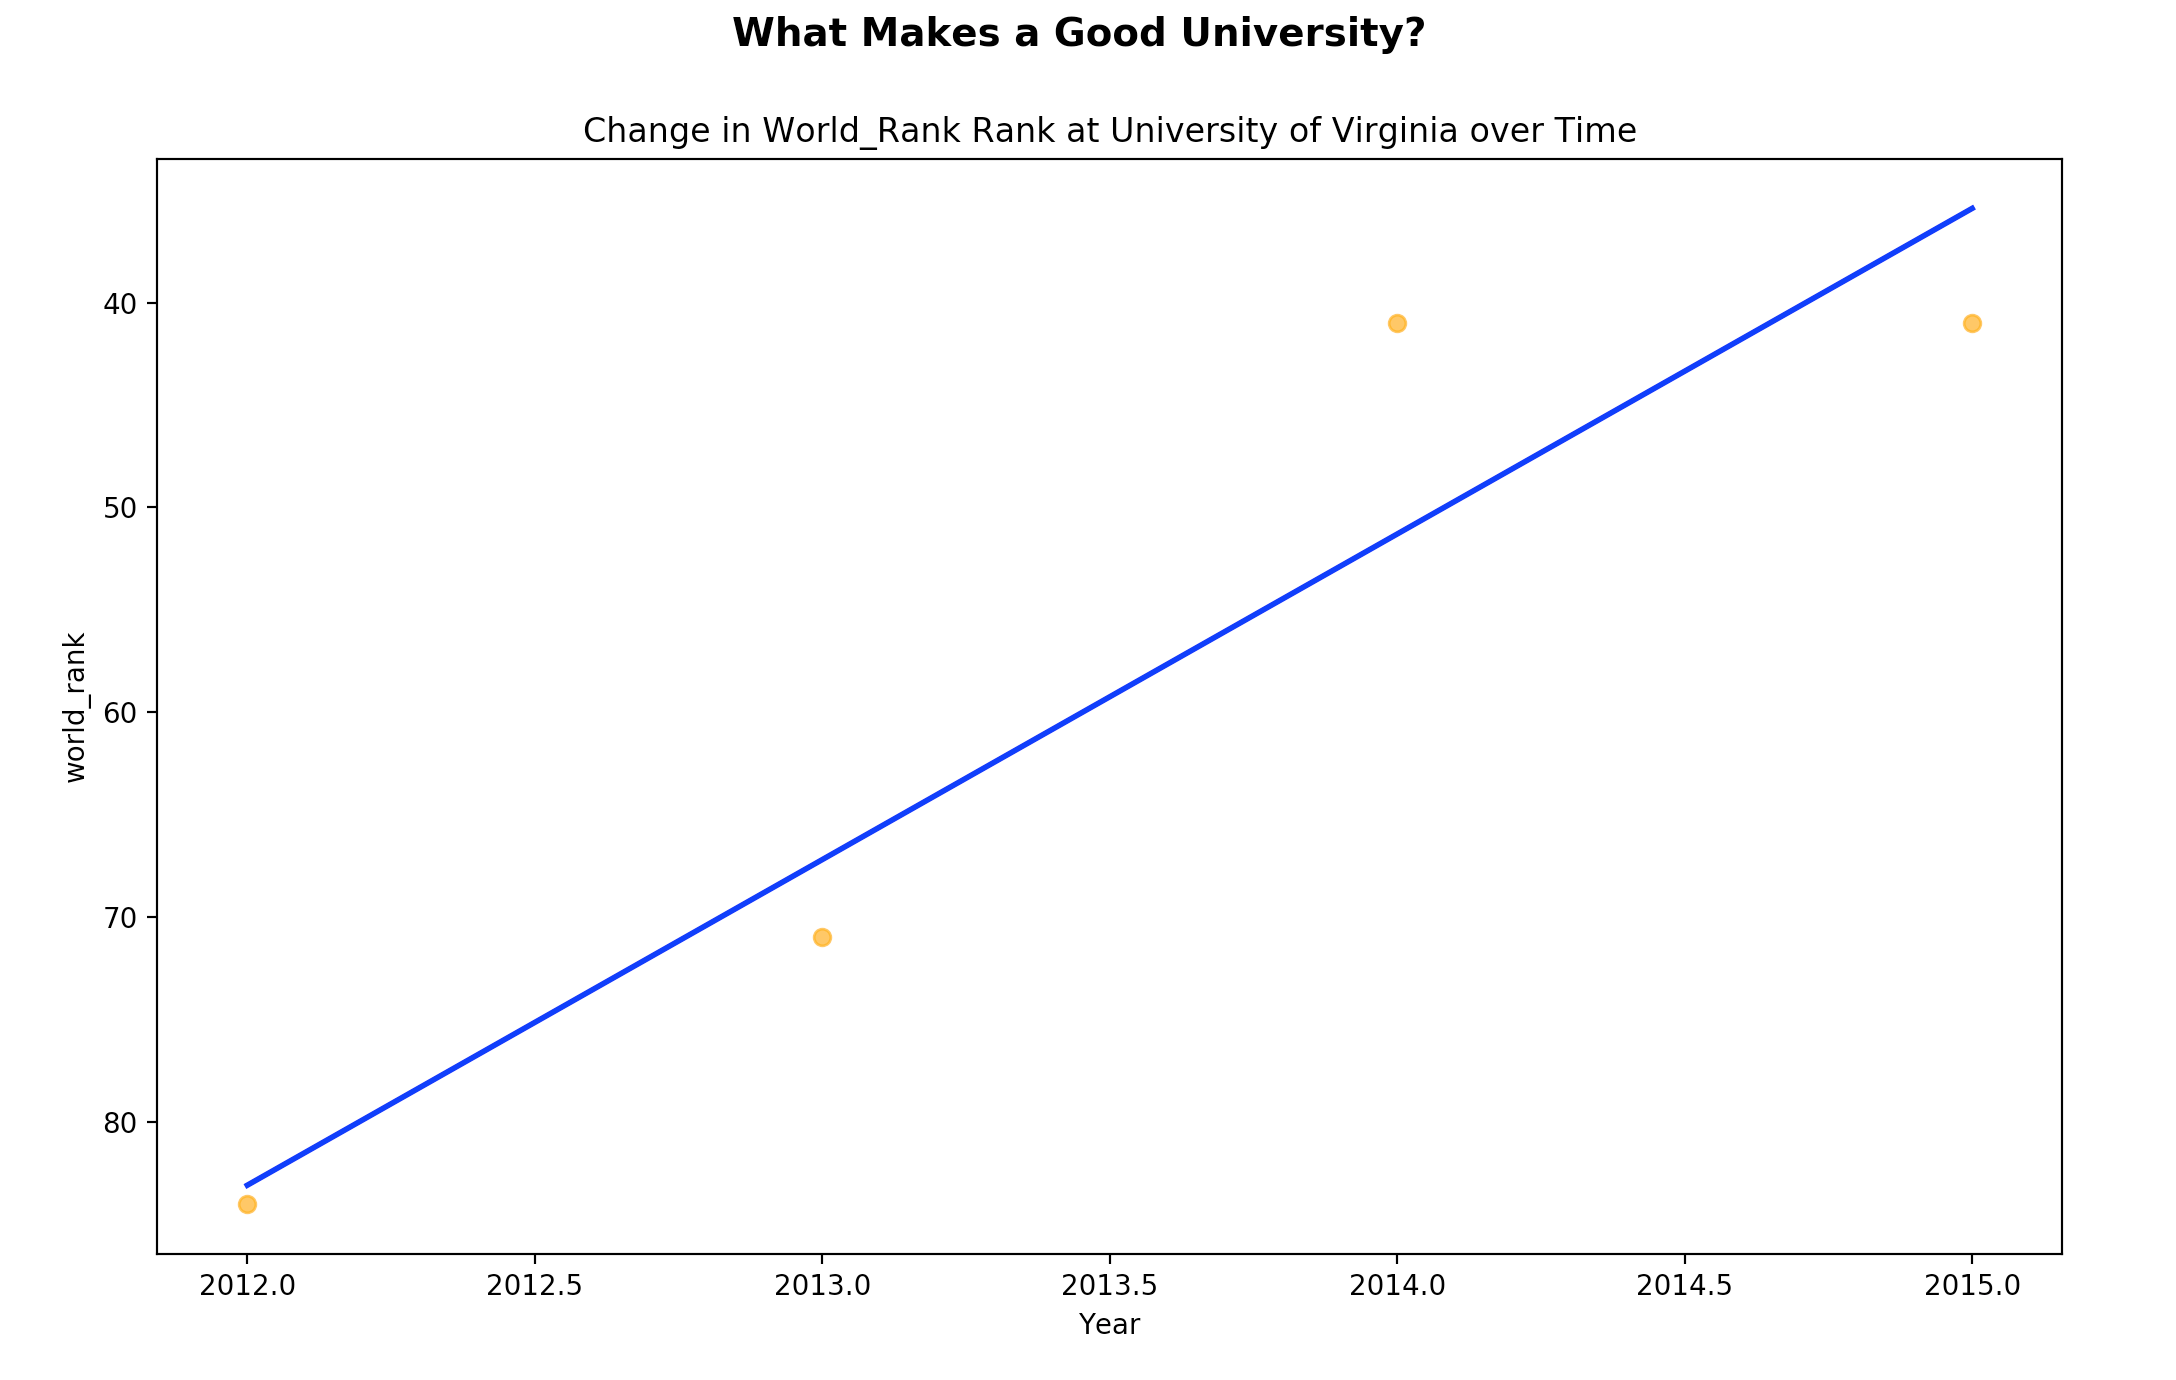 What Makes a Good University?
Change in World_Rank Rank at University of Virginia over Time
40
50
60
70
80
world_rank
2012.0 2012.5 2013.0 2013.5 2014.0 2014.5 2015.0
Year